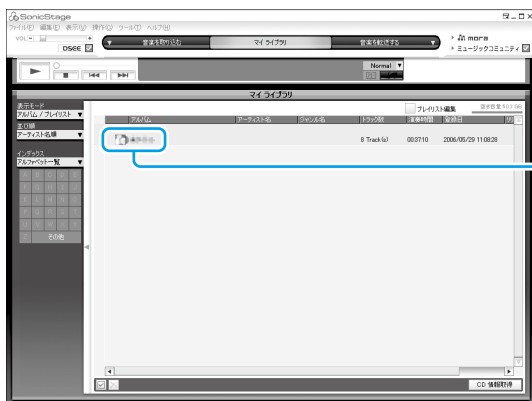 SonicStage
ファイル(F) 編集(E) 表示(V) 操作(C) ツール(T) ヘルプ(H)
VOL
DSEE
音楽を取り込む
マイ ライブラリ
音楽を転送する
mora
ミュージックコミュニティ
Normal
マイ ライブラリ
表示モード
アルバム / プレイリスト
並び順
アーティスト名順
インデックス
アルファベット一覧
その他
プレイリスト編集
アルバム
アーティスト名
ジャンル名
トラック数
演奏時間
登録日
8 Track(s)
00:37:10
2006/05/29 11:08:28
CD 情報取得